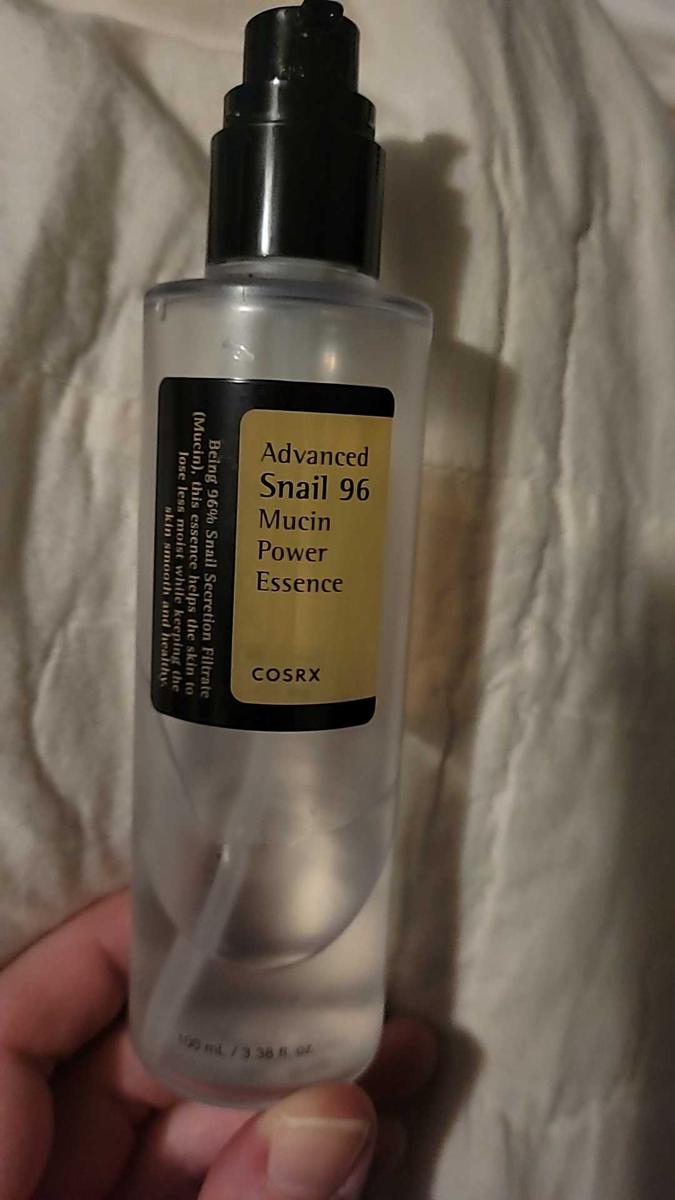 Advanced
Snail 96
Mucin
Power
Essence
COSRX
Being 96% Snail Secretion Filtrate
(Mucin), this essence helps the skin to
lose less moist while keeping the
skin smooth and healthy.
100 mL / 3.38 fl. oz.